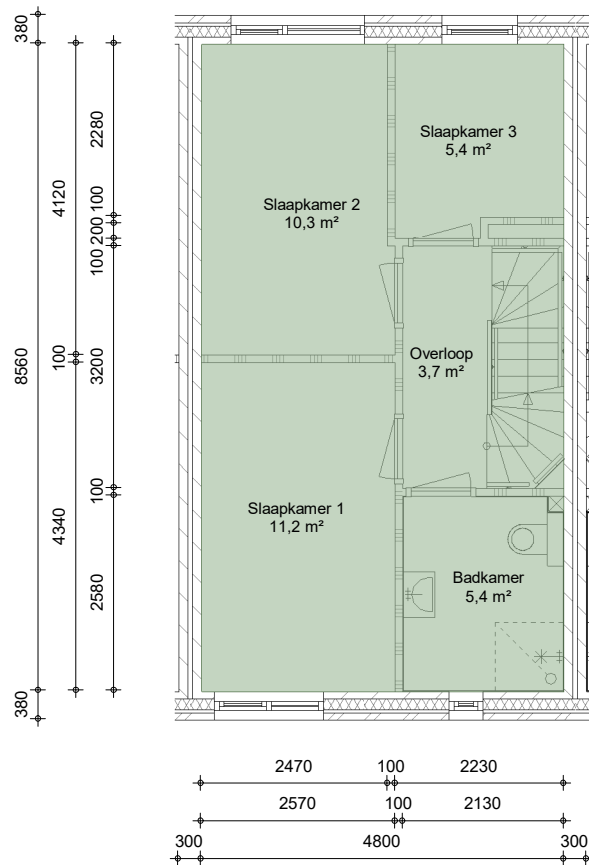 380
2280
4120
100
200
100
8560
100
3200
100
4340
2580
380
Slaapkamer 3
5,4 m²
Slaapkamer 2
10,3 m²
Overloop
3,7 m²
Slaapkamer 1
11,2 m²
Badkamer
5,4 m²
2470 100 2230
2570 100 2130
300 4800 300